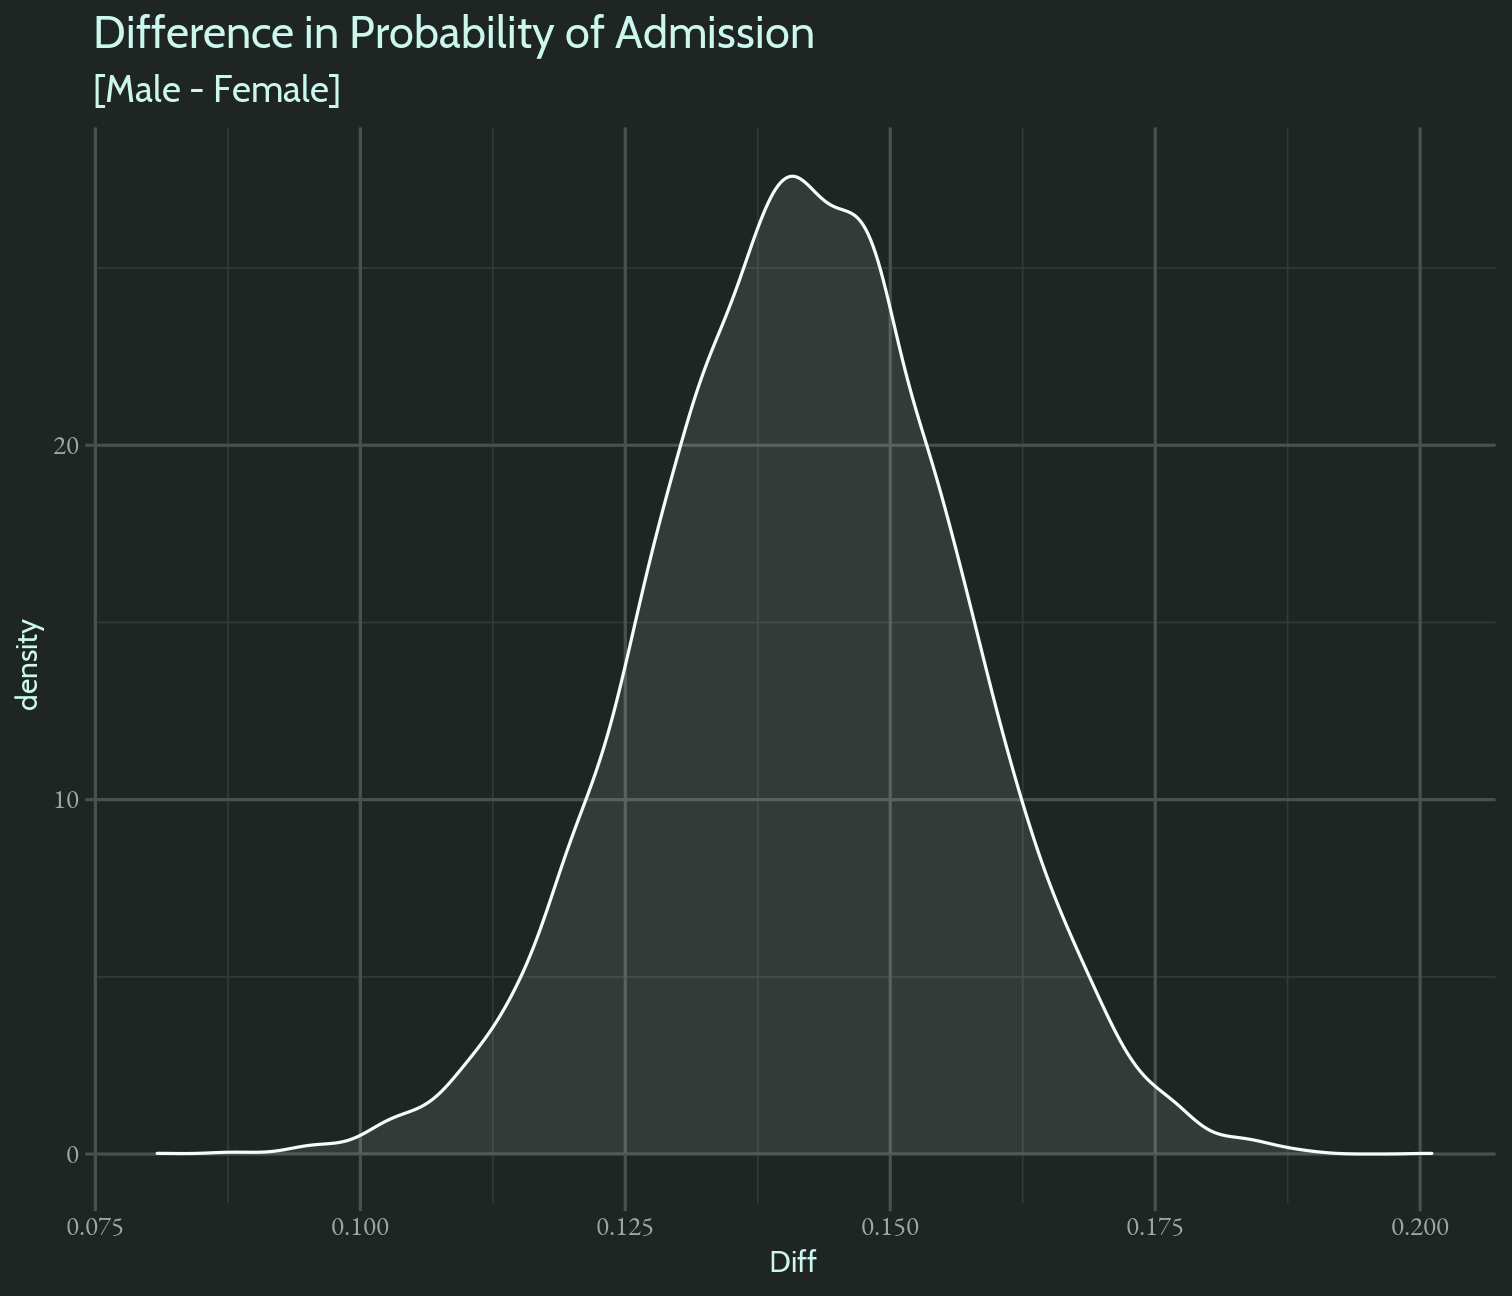 Difference in Probability of Admission
[Male - Female]
density
20
10
0
0.075 0.100 0.125 0.150 0.175 0.200
Diff